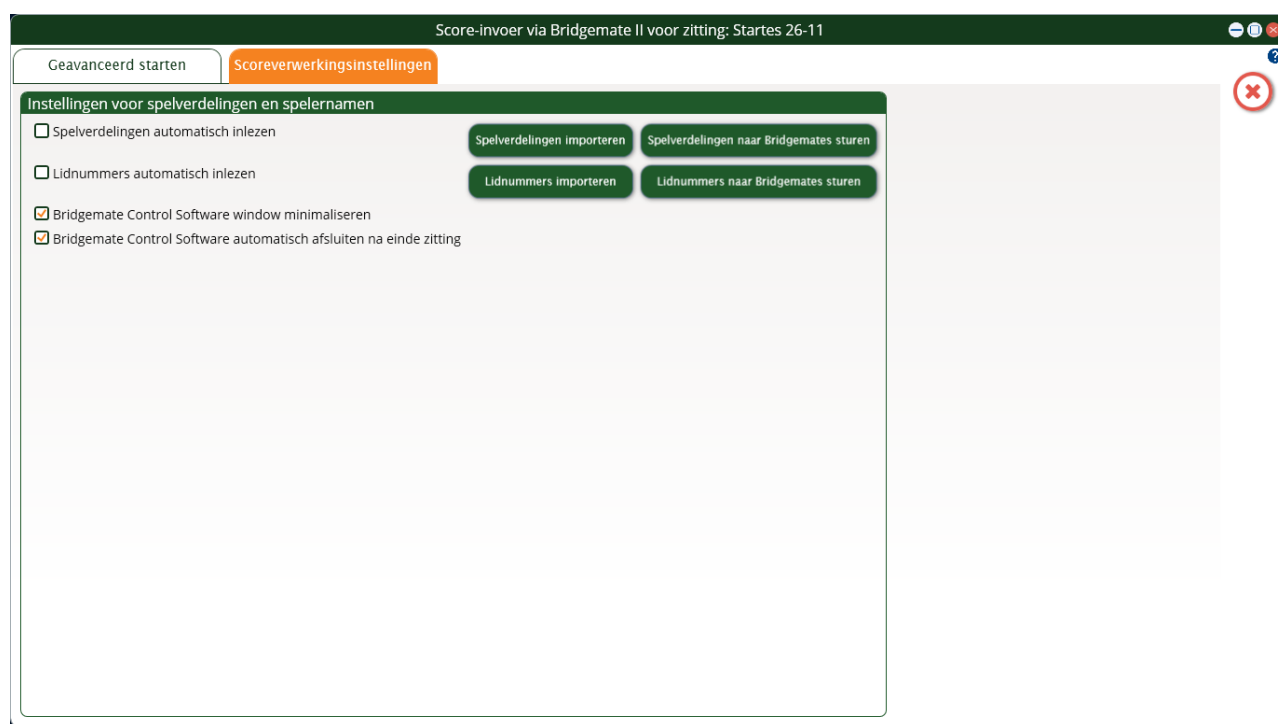 Score-invoer via Bridgemate II voor zitting: Startes 26-11
Geavanceerd starten
Scoreverwerkingsinstellingen
Instellingen voor spelverdelingen en spelernamen
Spelverdelingen automatisch inlezen
Spelverdelingen importeren
Spelverdelingen naar Bridgemates sturen
Lidnummers automatisch inlezen
Lidnummers importeren
Lidnummers naar Bridgemates sturen
Bridgemate Control Software window minimaliseren
Bridgemate Control Software automatisch afsluiten na einde zitting